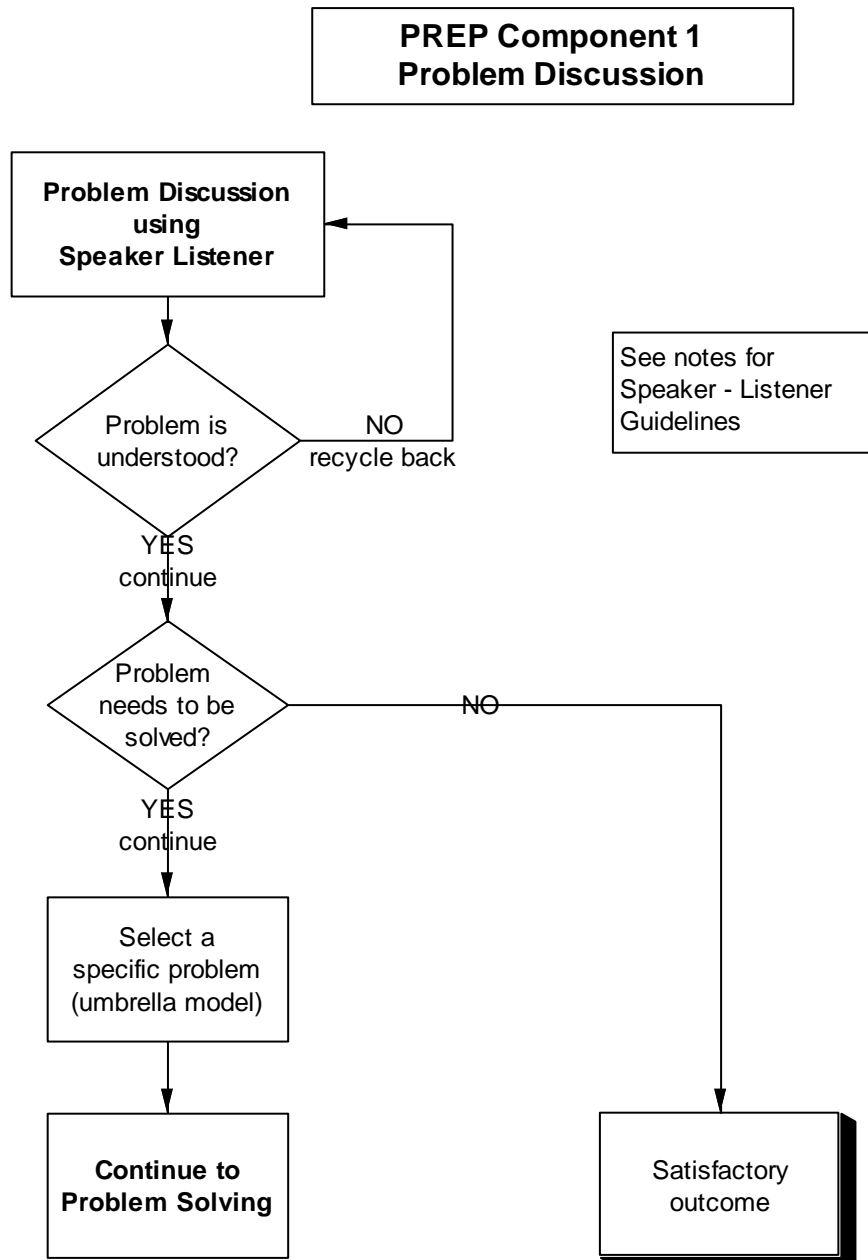 PREP Component 1
Problem Discussion
Problem Discussion
using
Speaker Listener
See notes for
Speaker - Listener
Guidelines
Problem is
understood?
NO
recycle back
YES
continue
Problem
needs to be
solved?
NO
YES
continue
Select a
specific problem
(umbrella model)
Continue to
Problem Solving
Satisfactory
outcome